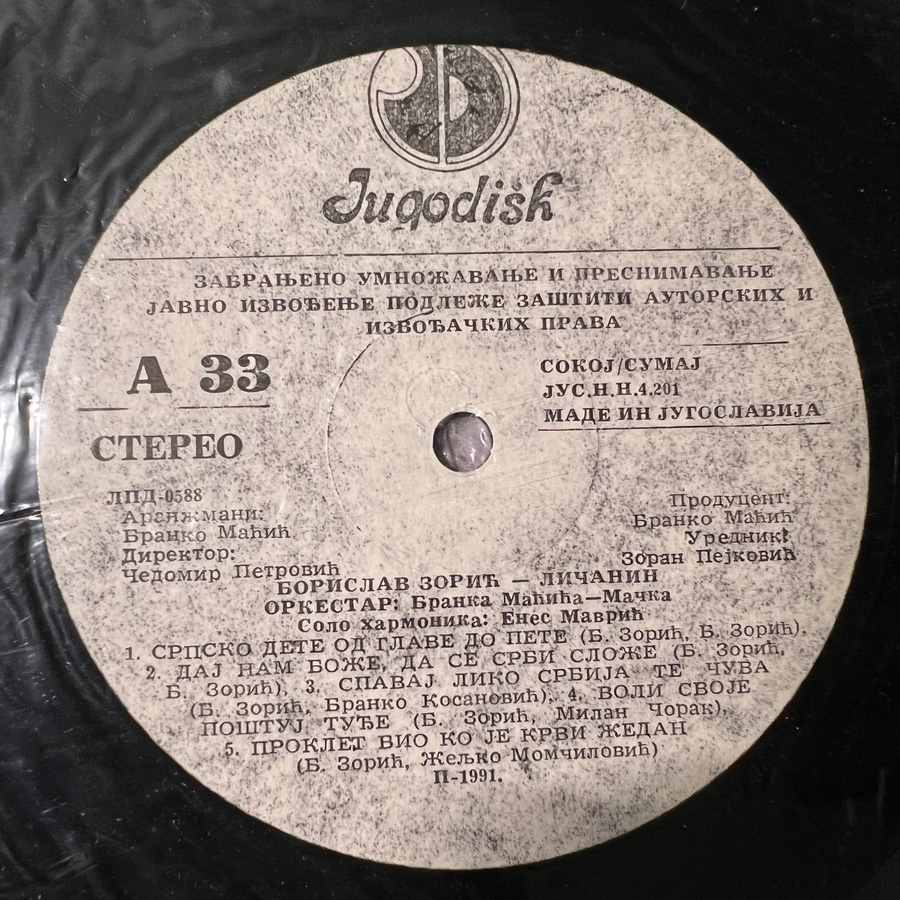 Jugodisk
ЗАБРАЊЕНО УМНОЖАВАЊЕ И ПРЕСНИМАВАЊЕ
ЈАВНО ИЗВОЂЕЊЕ ПОДЛЕЖЕ ЗАШТИТИ АУТОРСКИХ И
ИЗВОЂАЧКИХ ПРАВА
А 33
СТЕРЕО
СОКОЈ/СУМАЈ
ЈУС.Н.Н.4.201
МАДЕ ИН ЈУГОСЛАВИЈА
ЛПД-0588
Аранжмани:
Бранко Маћић
Директор:
Чедомир Петровић
Продуцент:
Бранко Маћић
Уредник:
Зоран Пејковић
БОРИСЛАВ ЗОРИЋ — ЛИЧАНИН
ОРКЕСТАР: Бранка Маћића—Мачка
Соло хармоника: Енес Маврић
1. СРПСКО ДЕТЕ ОД ГЛАВЕ ДО ПЕТЕ (Б. Зорић, Б. Зорић),
2. ДАЈ НАМ БОЖЕ, ДА СЕ СРБИ СЛОЖЕ (Б. Зорић,
Б. Зорић), 3. СПАВАЈ ЛИКО СРБИЈА ТЕ ЧУВА
(Б. Зорић, Бранко Косановић), 4. ВОЛИ СВОЈЕ
ПОШТУЈ ТУЂЕ (Б. Зорић, Милан Чорак),
5. ПРОКЛЕТ БИО КО ЈЕ КРВИ ЖЕДАН
(Б. Зорић, Жељко Момчиловић)
П-1991.